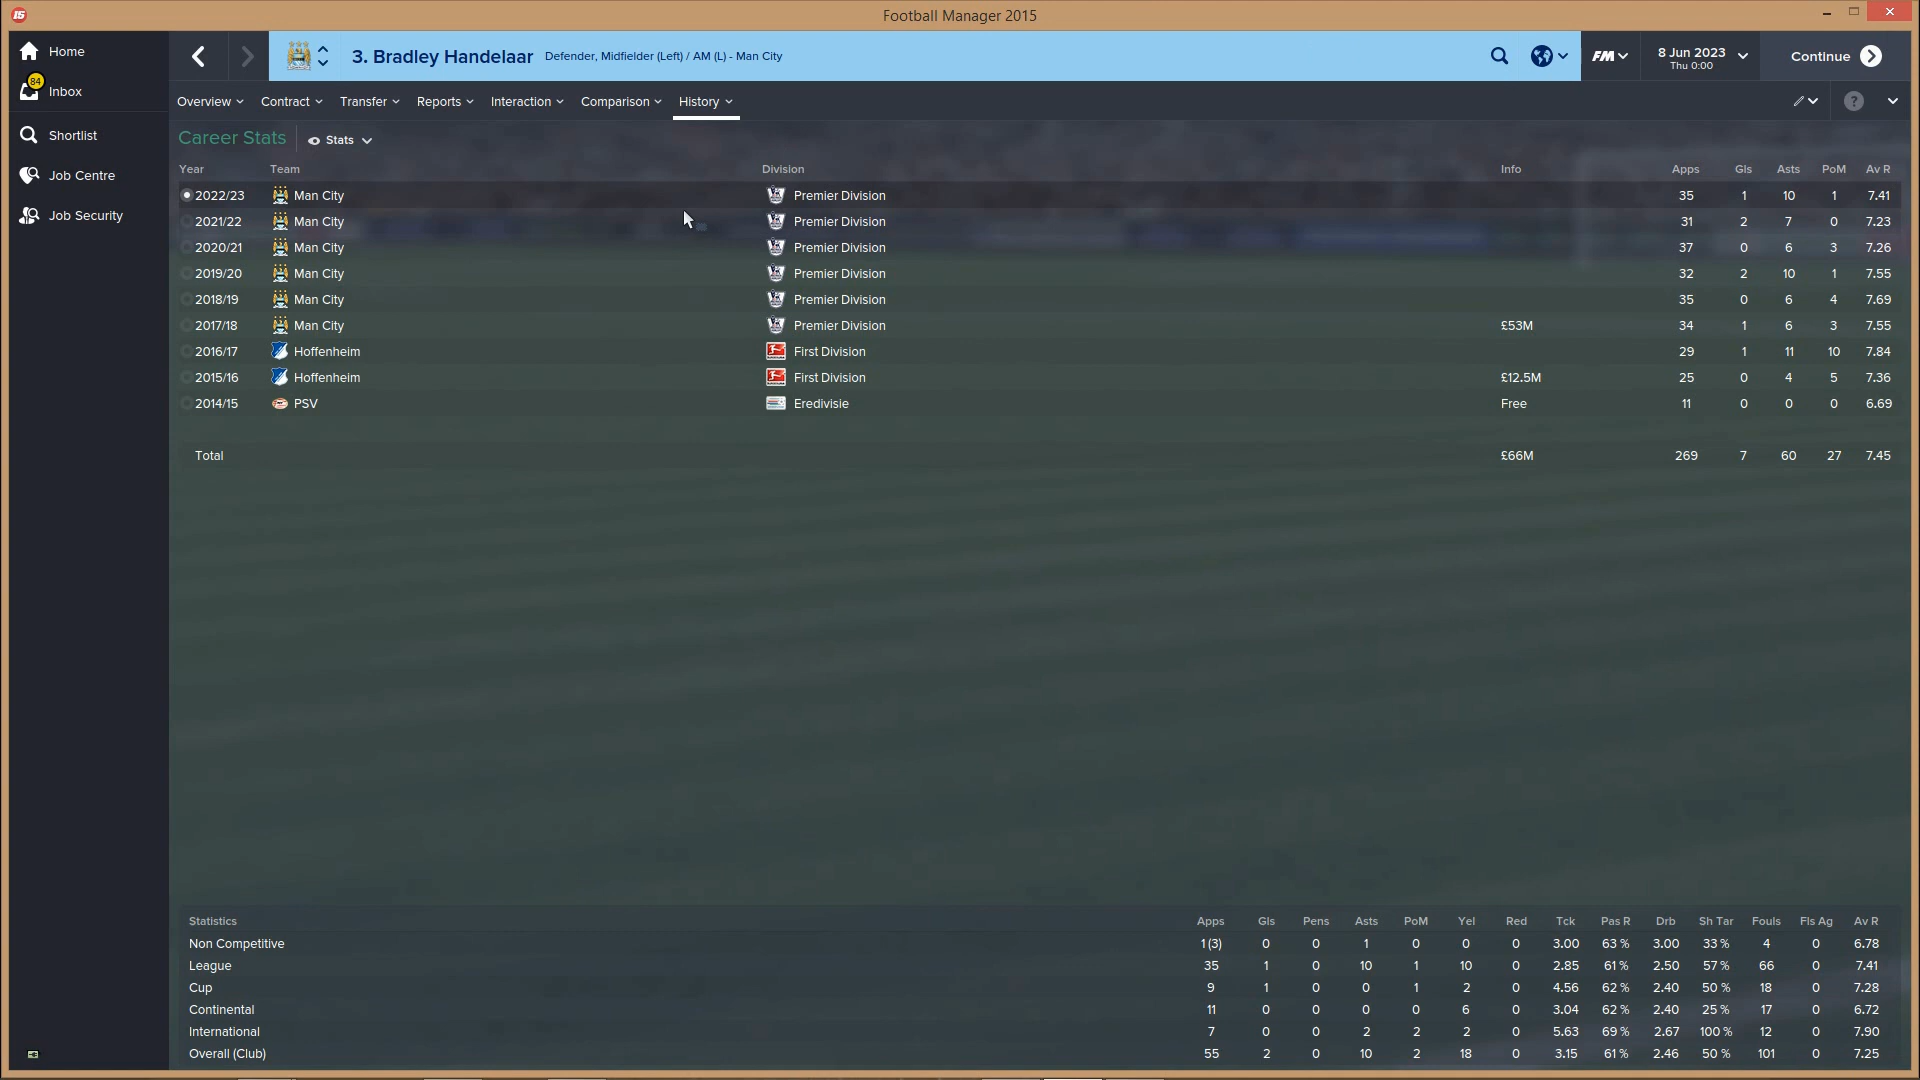 Football Manager 2015
Home
84
Inbox
Shortlist
Job Centre
Job Security
3. Bradley Handelaar Defender, Midfielder (Left) / AM (L) - Man City
FM
8 Jun 2023
Thu 0:00
Continue
Overview Contract Transfer Reports Interaction Comparison History
?
Career Stats Stats
Year Team Division Info Apps Gls Asts PoM Av R
2022/23 Man City Premier Division 35 1 10 1 7.41
2021/22 Man City Premier Division 31 2 7 0 7.23
2020/21 Man City Premier Division 37 0 6 3 7.26
2019/20 Man City Premier Division 32 2 10 1 7.55
2018/19 Man City Premier Division 35 0 6 4 7.69
2017/18 Man City Premier Division £53M 34 1 6 3 7.55
2016/17 Hoffenheim First Division 29 1 11 10 7.84
2015/16 Hoffenheim First Division £12.5M 25 0 4 5 7.36
2014/15 PSV Eredivisie Free 11 0 0 0 6.69
Total £66M 269 7 60 27 7.45
Statistics Apps Gls Pens Asts PoM Yel Red Tck Pas R Drb Sh Tar Fouls Fls Ag Av R
Non Competitive 1 (3) 0 0 1 0 0 0 3.00 63 % 3.00 33 % 4 0 6.78
League 35 1 0 10 1 10 0 2.85 61 % 2.50 57 % 66 0 7.41
Cup 9 1 0 0 1 2 0 4.56 62 % 2.40 50 % 18 0 7.28
Continental 11 0 0 0 0 6 0 3.04 62 % 2.40 25 % 17 0 6.72
International 7 0 0 2 2 2 0 5.63 69 % 2.67 100 % 12 0 7.90
Overall (Club) 55 2 0 10 2 18 0 3.15 61 % 2.46 50 % 101 0 7.25